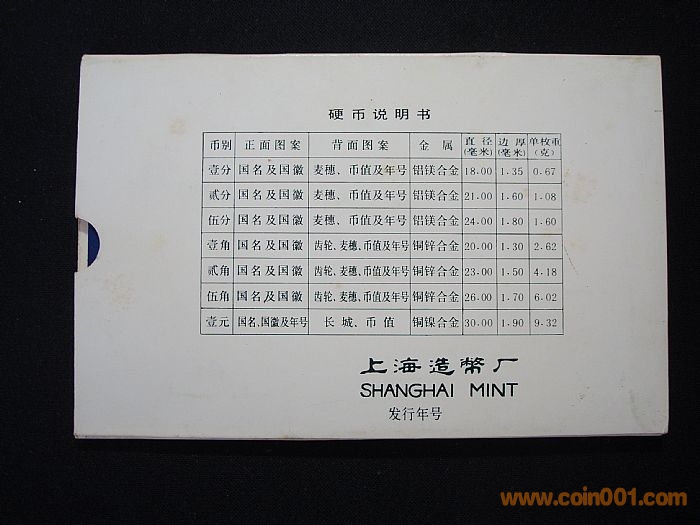 硬币说明书
币别 正面图案 背面图案 金属 直径(毫米) 边厚(毫米) 单枚重(克)
壹分 国名及国徽 麦穗、币值及年号 铝镁合金 18.00 1.35 0.67
贰分 国名及国徽 麦穗、币值及年号 铝镁合金 21.00 1.60 1.08
伍分 国名及国徽 麦穗、币值及年号 铝镁合金 24.00 1.80 1.60
壹角 国名及国徽 齿轮、麦穗、币值及年号 铜锌合金 20.00 1.30 2.62
贰角 国名及国徽 齿轮、麦穗、币值及年号 铜锌合金 23.00 1.50 4.18
伍角 国名及国徽 齿轮、麦穗、币值及年号 铜锌合金 26.00 1.70 6.02
壹元 国名、国徽及年号 长城、币值 铜镍合金 30.00 1.90 9.32
上海造幣厂
SHANGHAI MINT
发行年号
www.coin001.com